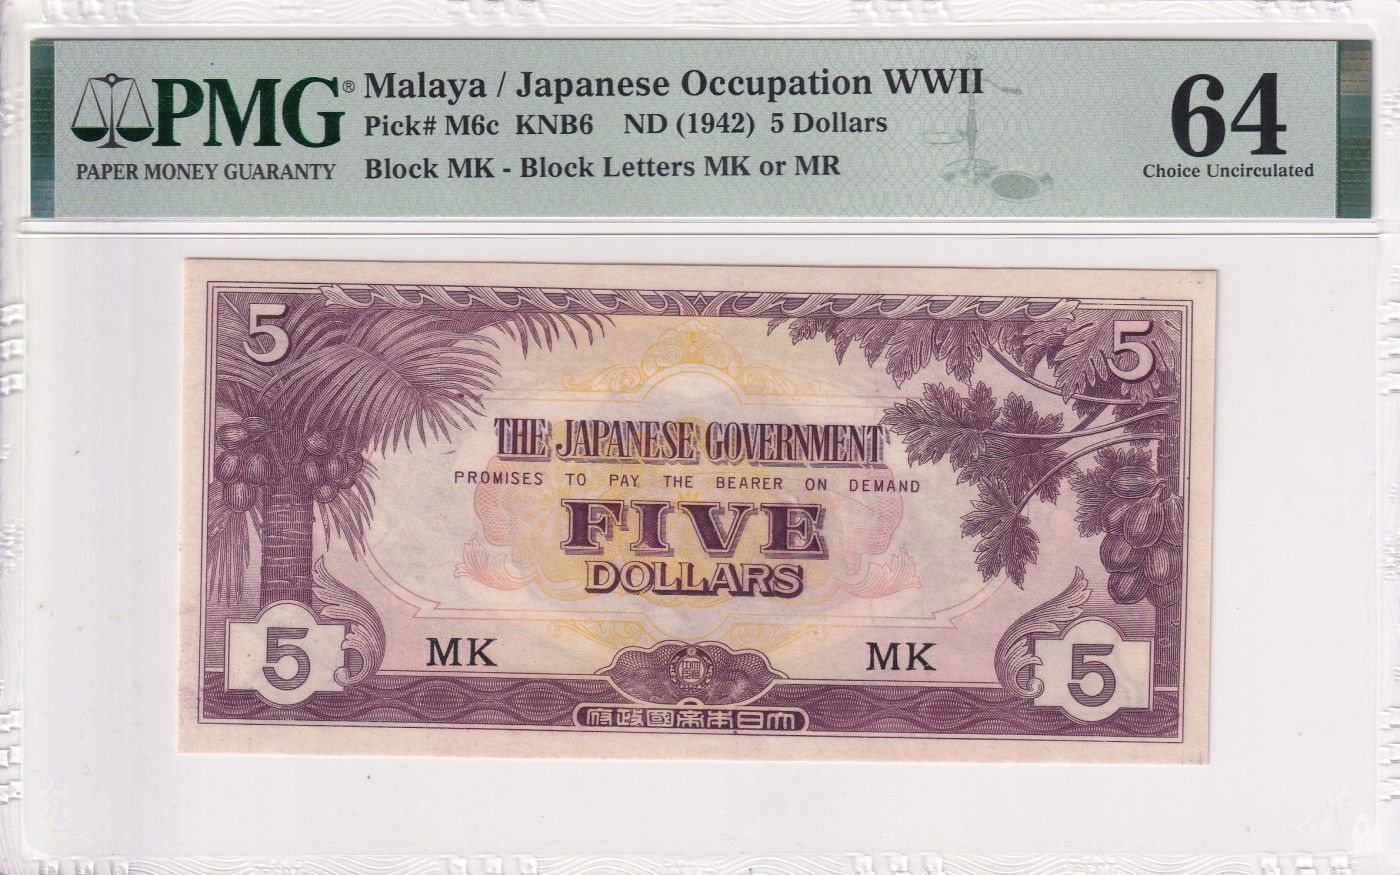 PMG®
PAPER MONEY GUARANTY
Malaya / Japanese Occupation WWII
Pick# M6c KNB6 ND (1942) 5 Dollars
Block MK - Block Letters MK or MR
64
Choice Uncirculated
5
5
THE JAPANESE GOVERNMENT
PROMISES TO PAY THE BEARER ON DEMAND
FIVE
DOLLARS
MK
MK
5
5
府政國帝本日大